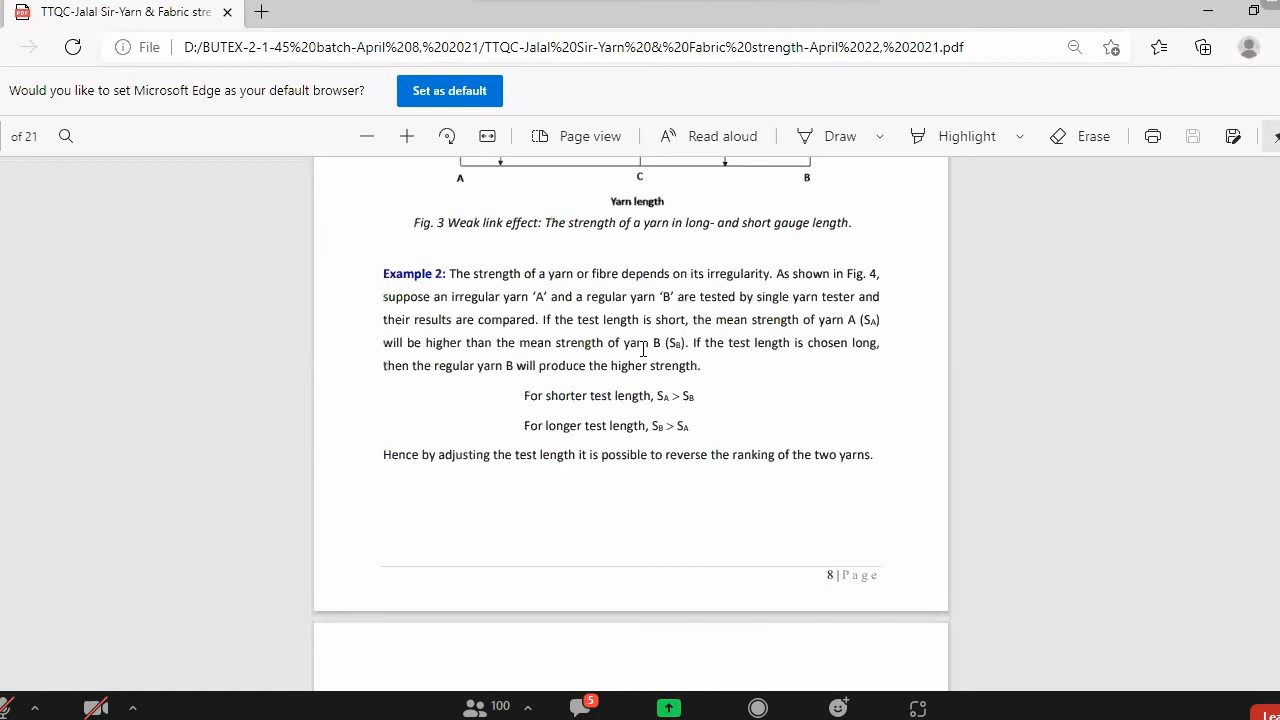 TTQC-Jalal Sir-Yarn & Fabric stre
File
D:/BUTEX-2-1-45%20batch-April%208,%202021/TTQC-Jalal%20Sir-Yarn%20&%20Fabric%20strength-April%2022,%202021.pdf
Would you like to set Microsoft Edge as your default browser?
Set as default
of 21
Page view
Read aloud
Draw
Highlight
Erase
A C B
Yarn length
Fig. 3 Weak link effect: The strength of a yarn in long- and short gauge length.
Example 2: The strength of a yarn or fibre depends on its irregularity. As shown in Fig. 4,
suppose an irregular yarn ‘A’ and a regular yarn ‘B’ are tested by single yarn tester and
their results are compared. If the test length is short, the mean strength of yarn A (SA)
will be higher than the mean strength of yarn B (SB). If the test length is chosen long,
then the regular yarn B will produce the higher strength.
For shorter test length, SA > SB
For longer test length, SB > SA
Hence by adjusting the test length it is possible to reverse the ranking of the two yarns.
8 | Page
100
5